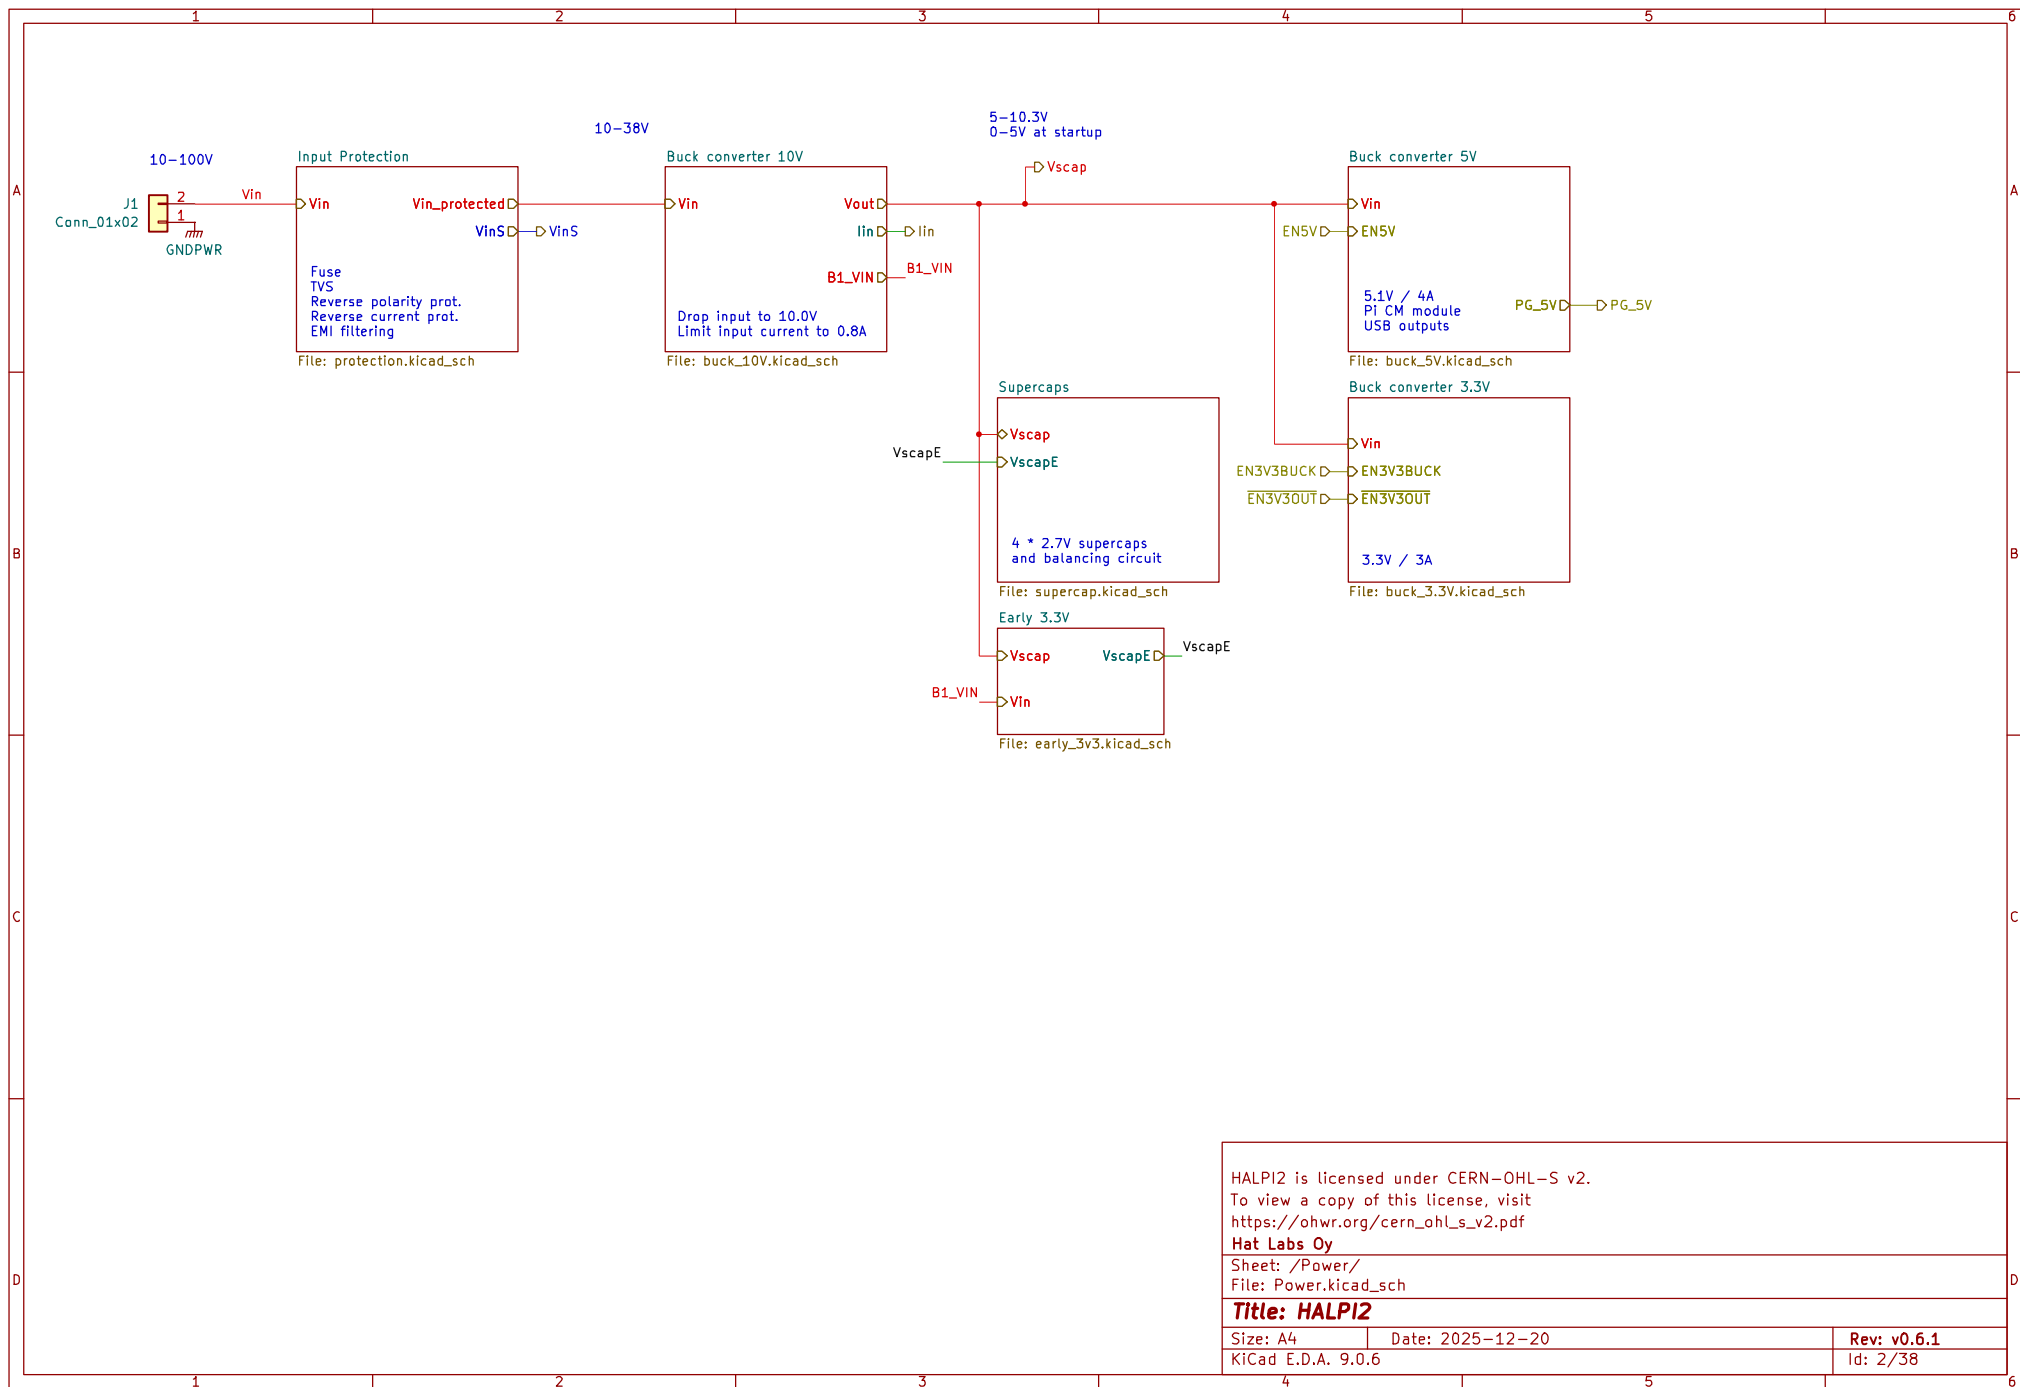 1 2 3 4 5 6
A A
B B
C C
D D
10-100V
J1
Conn_01x02
2
1
Vin
GNDPWR
Input Protection
Vin
Vin_protected
VinS
VinS
Fuse
TVS
Reverse polarity prot.
Reverse current prot.
EMI filtering
File: protection.kicad_sch
10-38V
Buck converter 10V
Vin
Vout
Iin
Iin
B1_VIN
B1_VIN
Drop input to 10.0V
Limit input current to 0.8A
File: buck_10V.kicad_sch
5-10.3V
0-5V at startup
Vscap
Buck converter 5V
Vin
EN5V
EN5V
5.1V / 4A
Pi CM module
USB outputs
PG_5V
PG_5V
File: buck_5V.kicad_sch
Supercaps
Vscap
VscapE
VscapE
4 * 2.7V supercaps
and balancing circuit
File: supercap.kicad_sch
Buck converter 3.3V
Vin
EN3V3BUCK
EN3V3BUCK
EN3V3OUT
EN3V3OUT
3.3V / 3A
File: buck_3.3V.kicad_sch
Early 3.3V
Vscap
VscapE
VscapE
B1_VIN
Vin
File: early_3v3.kicad_sch
HALPI2 is licensed under CERN-OHL-S v2.
To view a copy of this license, visit
https://ohwr.org/cern_ohl_s_v2.pdf
Hat Labs Oy
Sheet: /Power/
File: Power.kicad_sch
Title: HALPI2
Size: A4 Date: 2025-12-20 Rev: v0.6.1
KiCad E.D.A. 9.0.6 Id: 2/38
1 2 3 4 5 6